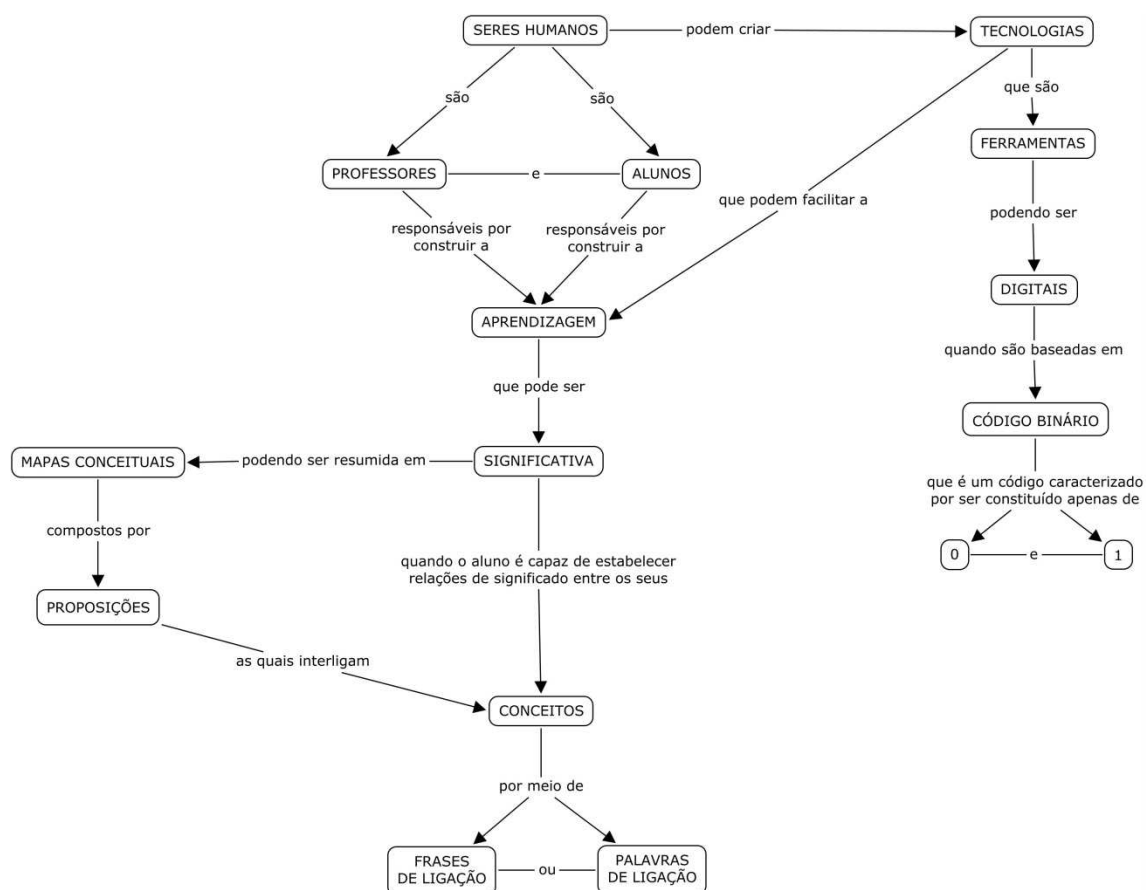 SERES HUMANOS
podem criar
TECNOLOGIAS
são
são
que são
PROFESSORES
e
ALUNOS
FERRAMENTAS
que podem facilitar a
podendo ser
responsáveis por
construir a
responsáveis por
construir a
DIGITAIS
APRENDIZAGEM
quando são baseadas em
que pode ser
CÓDIGO BINÁRIO
MAPAS CONCEITUAIS
podendo ser resumida em
SIGNIFICATIVA
que é um código caracterizado
por ser constituído apenas de
compostos por
0
e
1
quando o aluno é capaz de estabelecer
relações de significado entre os seus
PROPOSIÇÕES
as quais interligam
CONCEITOS
por meio de
FRASES
DE LIGAÇÃO
ou
PALAVRAS
DE LIGAÇÃO